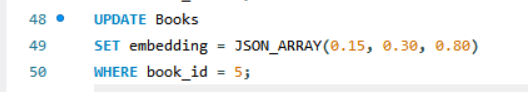 48 UPDATE Books
49 SET embedding = JSON_ARRAY(0.15, 0.30, 0.80)
50 WHERE book_id = 5;